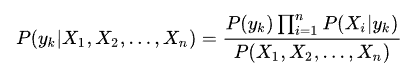 P(y_k|X_1, X_2, \ldots, X_n) = \frac{P(y_k) \prod_{i=1}^{n} P(X_i|y_k)}{P(X_1, X_2, \ldots, X_n)}